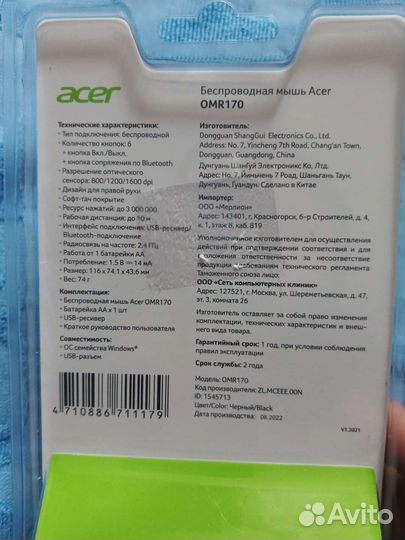 acer
Беспроводная мышь Acer
OMR170
Технические характеристики:
• Тип подключения: беспроводной
• Количество кнопок: 6
+ кнопка Вкл./Выкл.
+ кнопка сопряжения по Bluetooth
• Разрешение оптического
сенсора: 800/1200/1600 dpi
• Дизайн для правой руки
• Софт-тач покрытие
• Ресурс нажатий: до 3 000 000
• Рабочая дистанция: до 10 м
• Интерфейс подключения: USB-ресивер/
Bluetooth-подключение
• Радиосвязь на частоте: 2.4 ГГц
• Работа от 1 батарейки АА
• Потребление: 1.5 В = 14 мА
• Размер: 116 x 74.1 x 43.6 мм
• Вес: 74 г
Комплектация:
• Беспроводная мышь Acer OMR170
• Батарейка АА x 1 шт
• USB-ресивер
• Краткое руководство пользователя
Совместимость:
• ОС семейства Windows®
• USB-разъем
4 710886 711179
Изготовитель:
Dongguan ShangGui Electronics Co., Ltd.
Address: No. 7, Yincheng 7th Road, Chang'an Town,
Dongguan, Guangdong, China
Дунгуань ШанГуй Электроникс Ко, Лтд.
Адрес: No.7, Йиньчень 7 Роад, Шаньгань Таун,
Дунгуань, Гуандун. Сделано в Китае
Импортер:
ООО «Мерлион»
Адрес: 143401, г. Красногорск, б-р Строителей, д. 4,
к. 1, этаж 8, каб. 819
Уполномоченное изготовителем для осуществления
действий при подтверждении соответствия и для
возложения ответственности за несоответствие
продукции требованиям технического регламента
Таможенного союза лицо:
ООО «Сеть компьютерных клиник»
Адрес: 127521, г. Москва, ул. Шереметьевская, д. 47,
эт. 3, комната 26
Изготовитель оставляет за собой право изменения
комплектации, технических характеристик и внеш-
него вида товара.
Гарантийный срок: 1 год, при условии соблюдения
правил эксплуатации
Срок службы: 2 года
Модель: OMR170
Код производителя: ZL.MCEEE.00N
ID: 1545713
Цвет/Color: Черный/Black
Дата производства: 08.2022
V1.2021
Avito